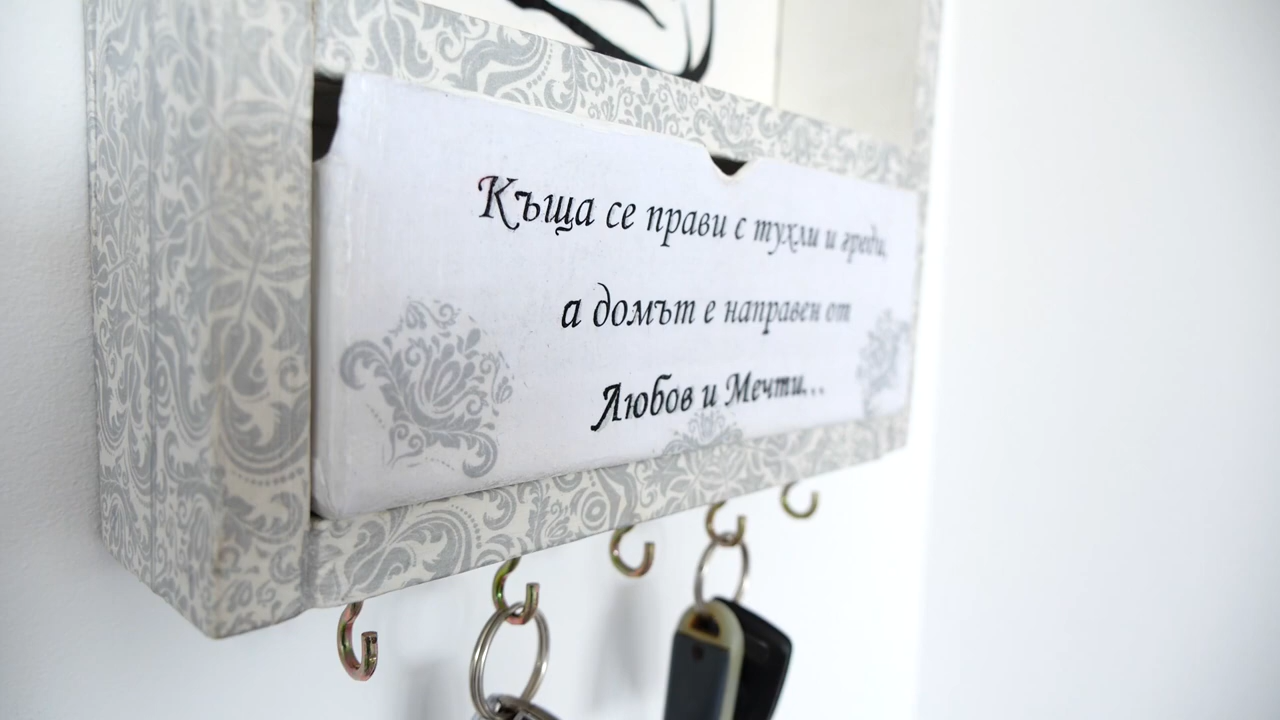 Къща се прави с тухли и греди,
а домът е направен от
Любов и Мечти...